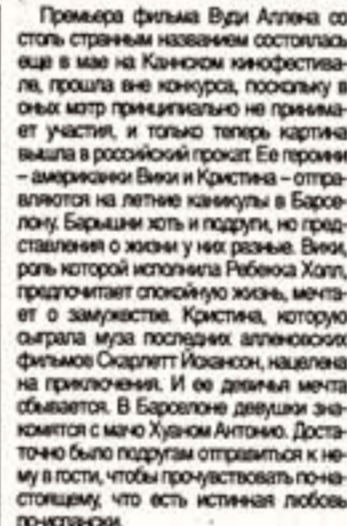 Премьера фильма Вуди Аллена со
столь странным названием состоялась
еще в мае на Каннском кинофестива-
ле, прошла вне конкурса, поскольку в
оных мэтр принципиально не принима-
ет участия, и только теперь картина
вышла в российский прокат. Ее героини
– американки Вики и Кристина – отпра-
вляются на летние каникулы в Барсе-
лону. Барышни хоть и подруги, но пред-
ставления о жизни у них разные. Вики,
роль которой исполнила Ребекка Холл,
предпочитает спокойную жизнь, мечта-
ет о замужестве. Кристина, которую
сыграла муза последних алленовских
фильмов Скарлетт Йохансон, нацелена
на приключения. И ее девичья мечта
сбывается. В Барселоне девушки зна-
комятся с мачо Хуаном Антонио. Доста-
точно было подругам отправиться к не-
му в гости, чтобы прочувствовать по-на-
стоящему, что есть истинная любовь
по-испански.